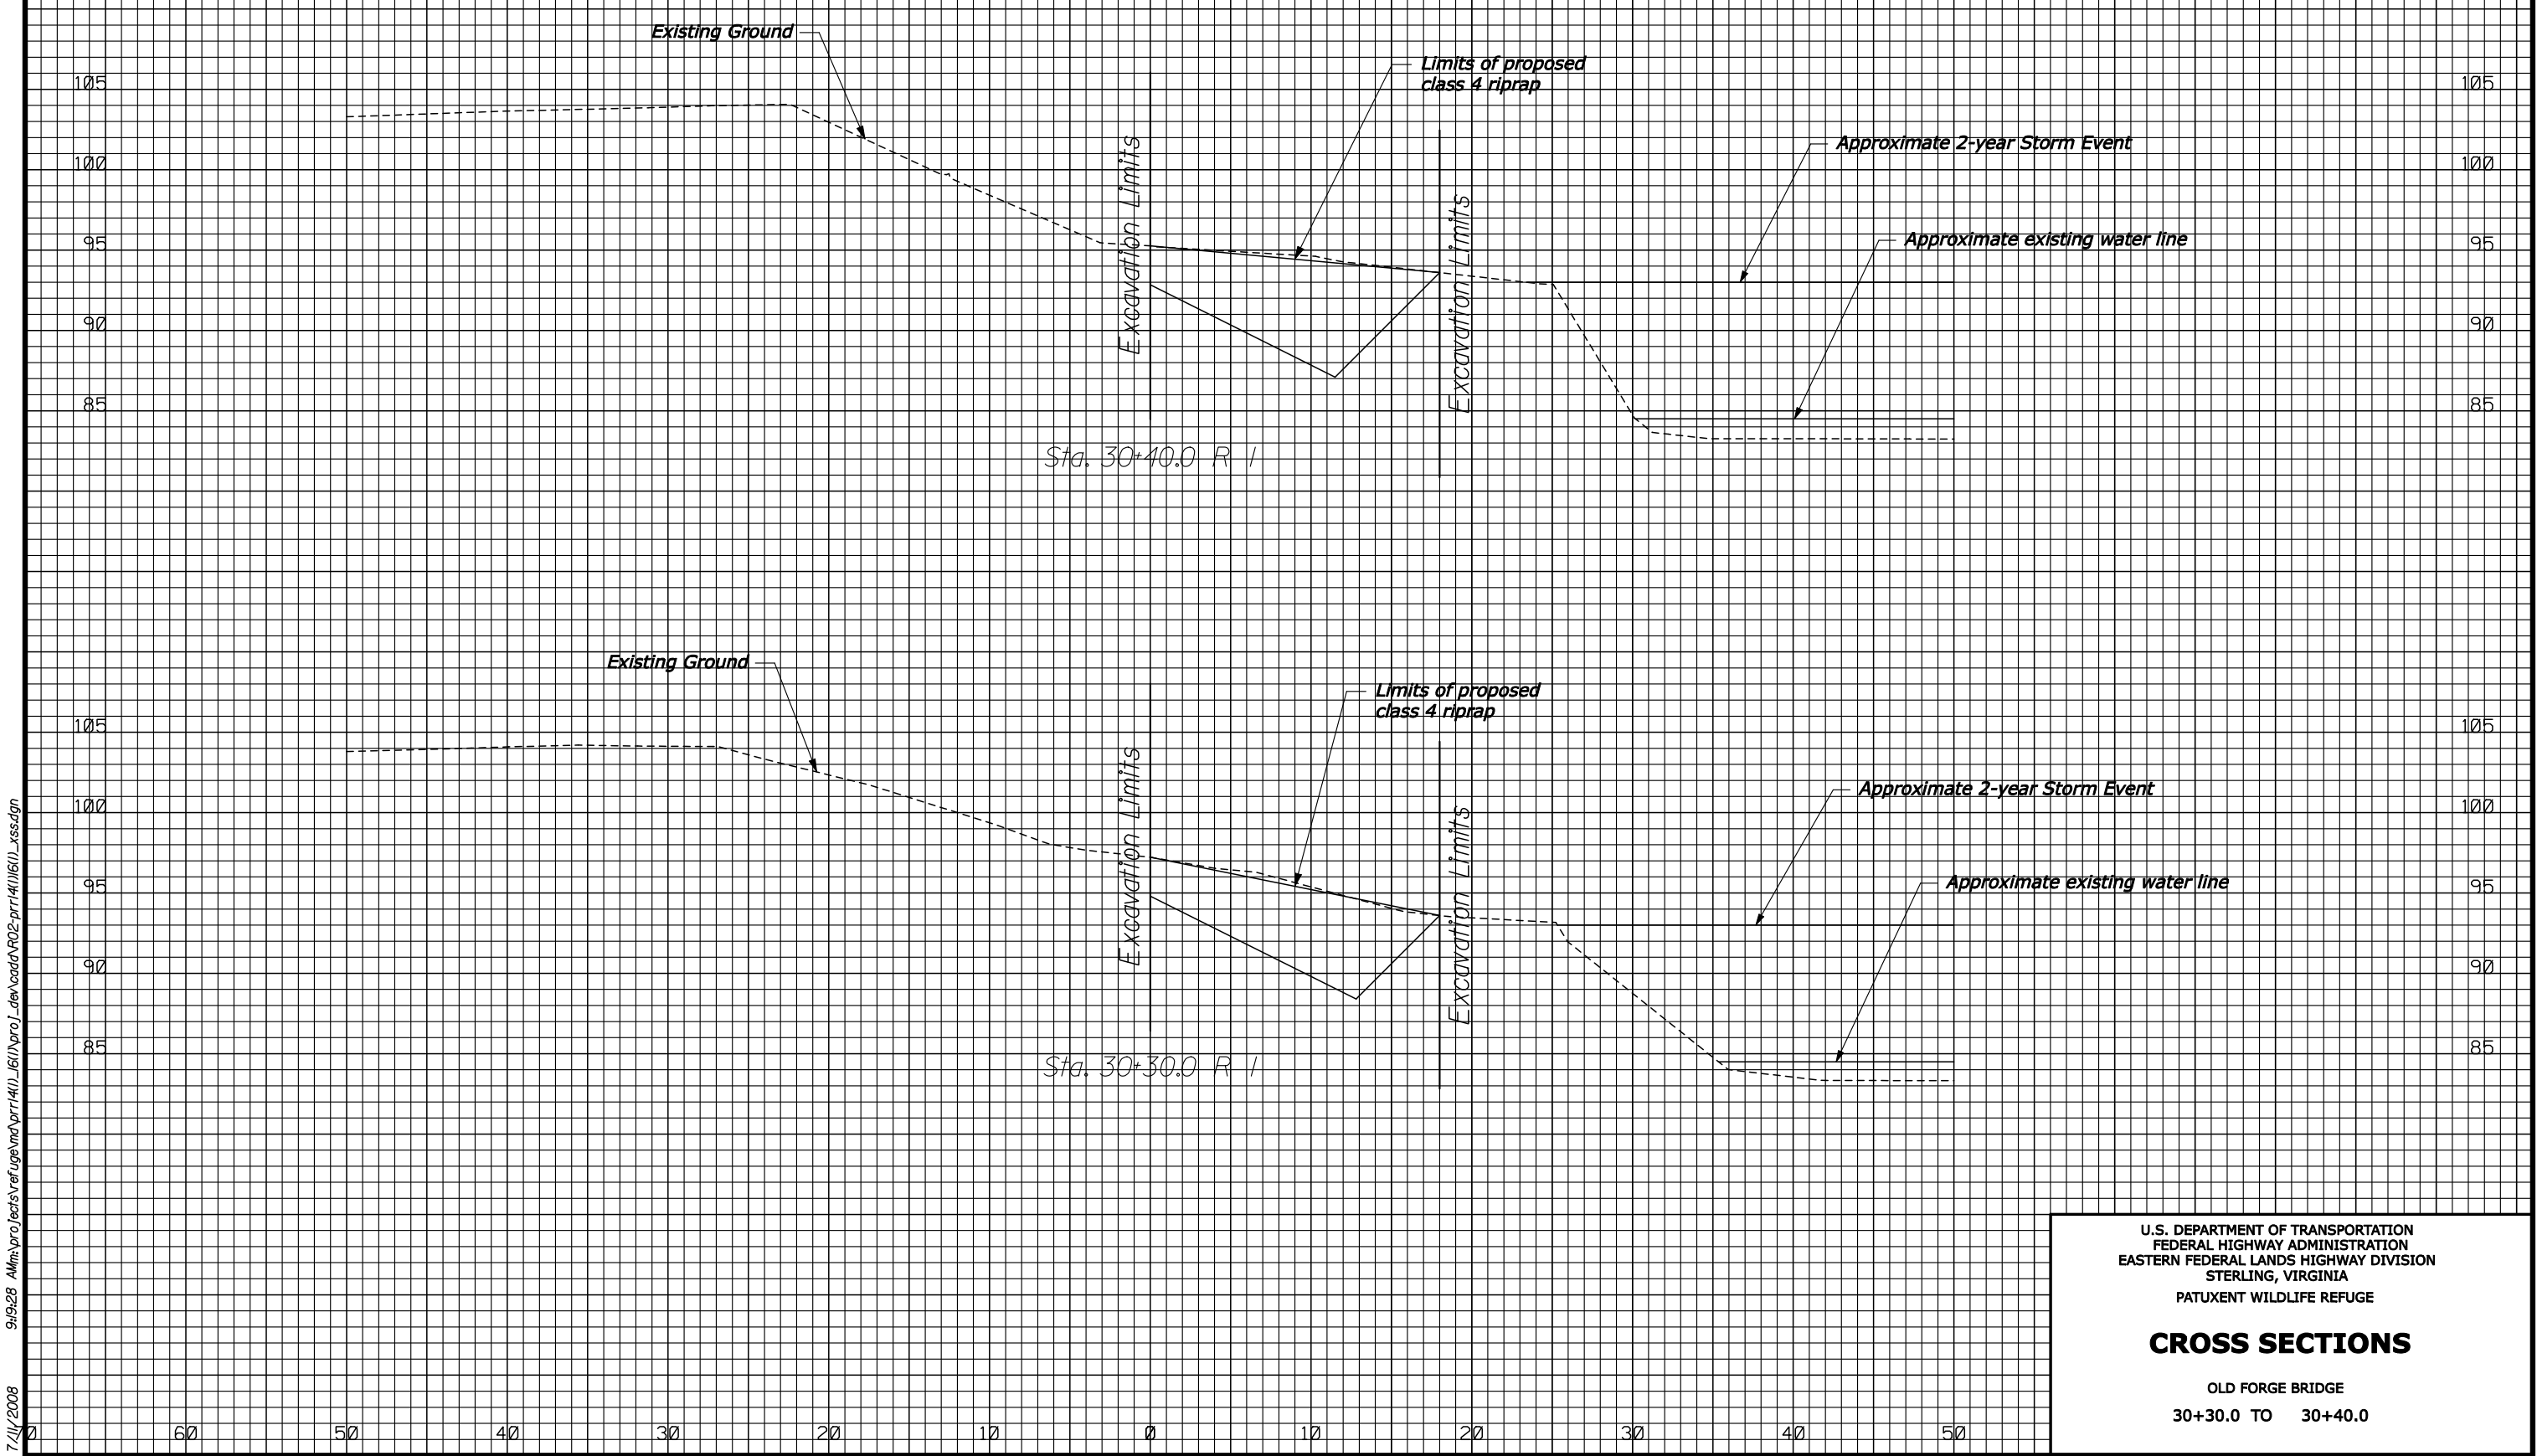 Existing Ground
Limits of proposed
class 4 riprap
105
105
Approximate 2-year Storm Event
100
100
Excavation Limits
Excavation Limits
Approximate existing water line
95
95
90
90
85
85
Sta. 30+40.0 R 1
Existing Ground
Limits of proposed
class 4 riprap
105
105
Approximate 2-year Storm Event
100
100
Excavation Limits
Excavation Limits
Approximate existing water line
95
95
90
90
85
85
Sta. 30+30.0 R 1
70 60 50 40 30 20 10 0 10 20 30 40 50
U.S. DEPARTMENT OF TRANSPORTATION
FEDERAL HIGHWAY ADMINISTRATION
EASTERN FEDERAL LANDS HIGHWAY DIVISION
STERLING, VIRGINIA
PATUXENT WILDLIFE REFUGE
CROSS SECTIONS
OLD FORGE BRIDGE
30+30.0 TO 30+40.0
7/11/2008 9:19:28 AM